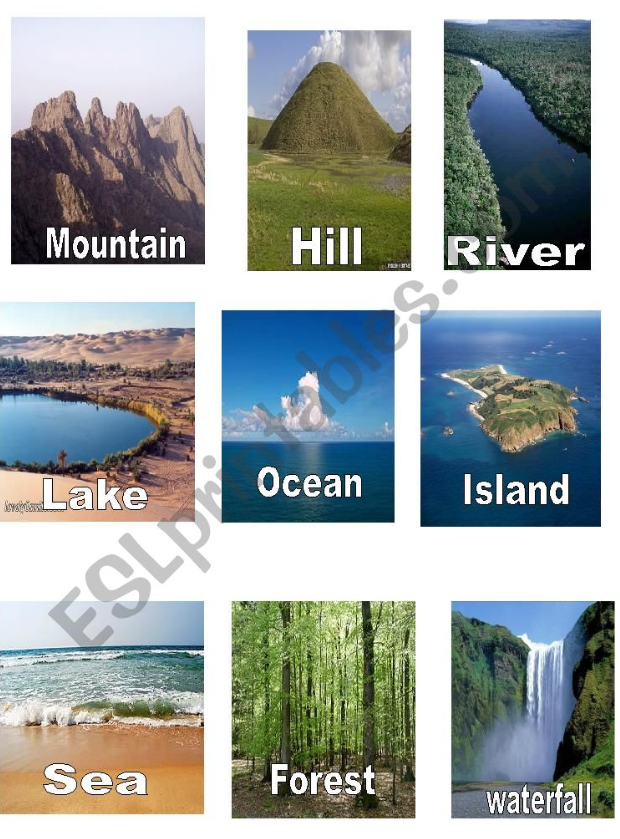 Mountain
Hill
River
Lake
Ocean
Island
Sea
Forest
waterfall
ESLprintables.com